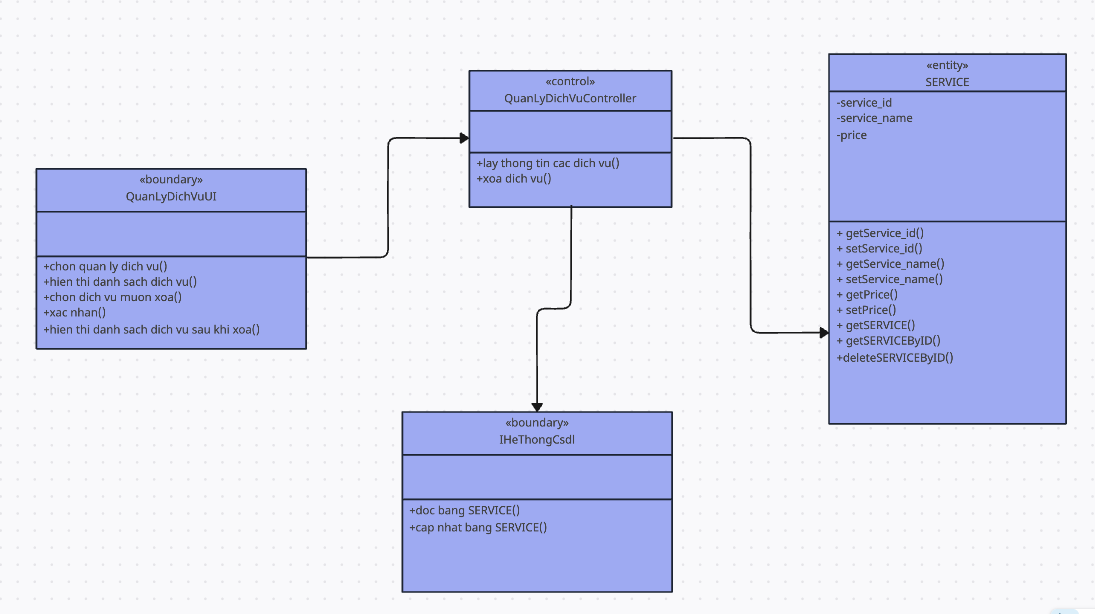 «boundary»
QuanLyDichVuUI
+chon quan ly dich vu()
+hien thi danh sach dich vu()
+chon dich vu muon xoa()
+xac nhan()
+hien thi danh sach dich vu sau khi xoa()
«control»
QuanLyDichVuController
+lay thong tin cac dich vu()
+xoa dich vu()
«entity»
SERVICE
-service_id
-service_name
-price
+ getService_id()
+ setService_id()
+ getService_name()
+ setService_name()
+ getPrice()
+ setPrice()
+ getSERVICE()
+ getSERVICEByID()
+deleteSERVICEByID()
«boundary»
IHeThongCsdl
+doc bang SERVICE()
+cap nhat bang SERVICE()